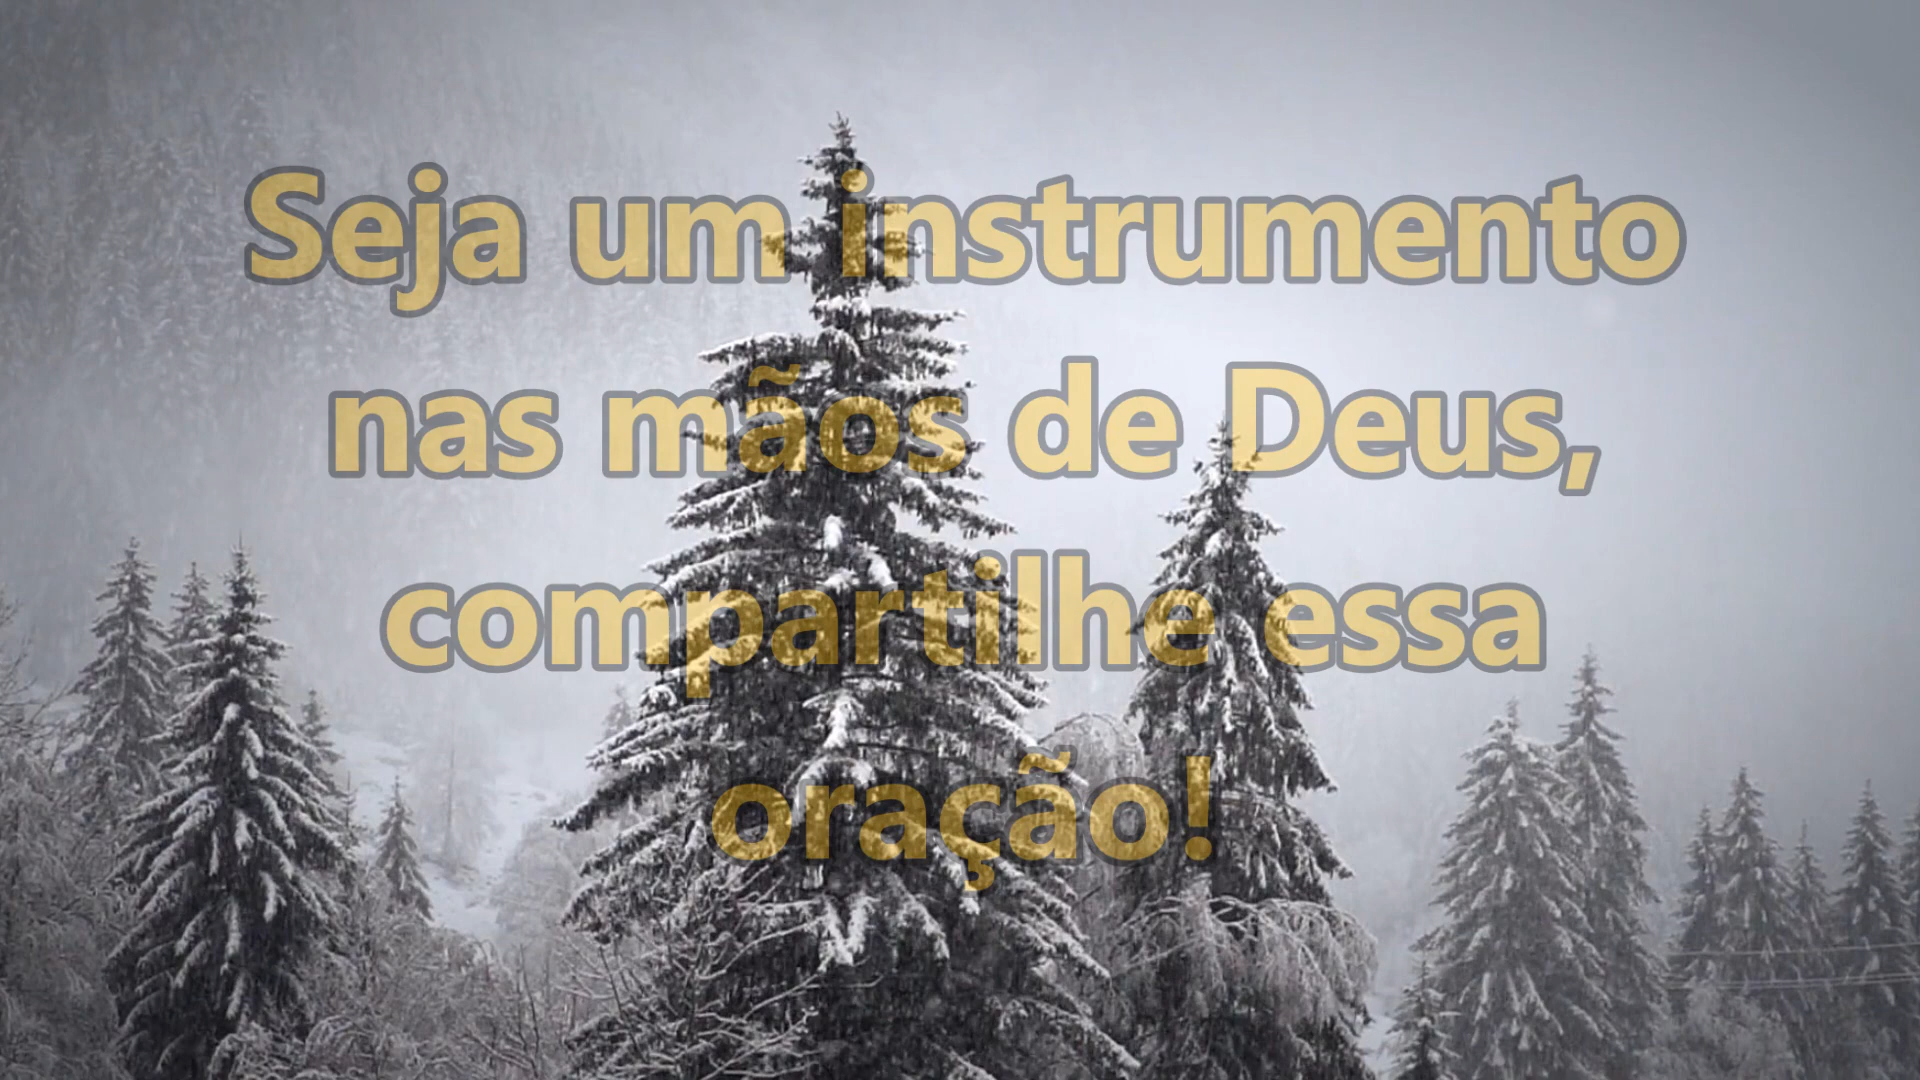 Seja um instrumento
nas mãos de Deus,
compartilhe essa
oração!